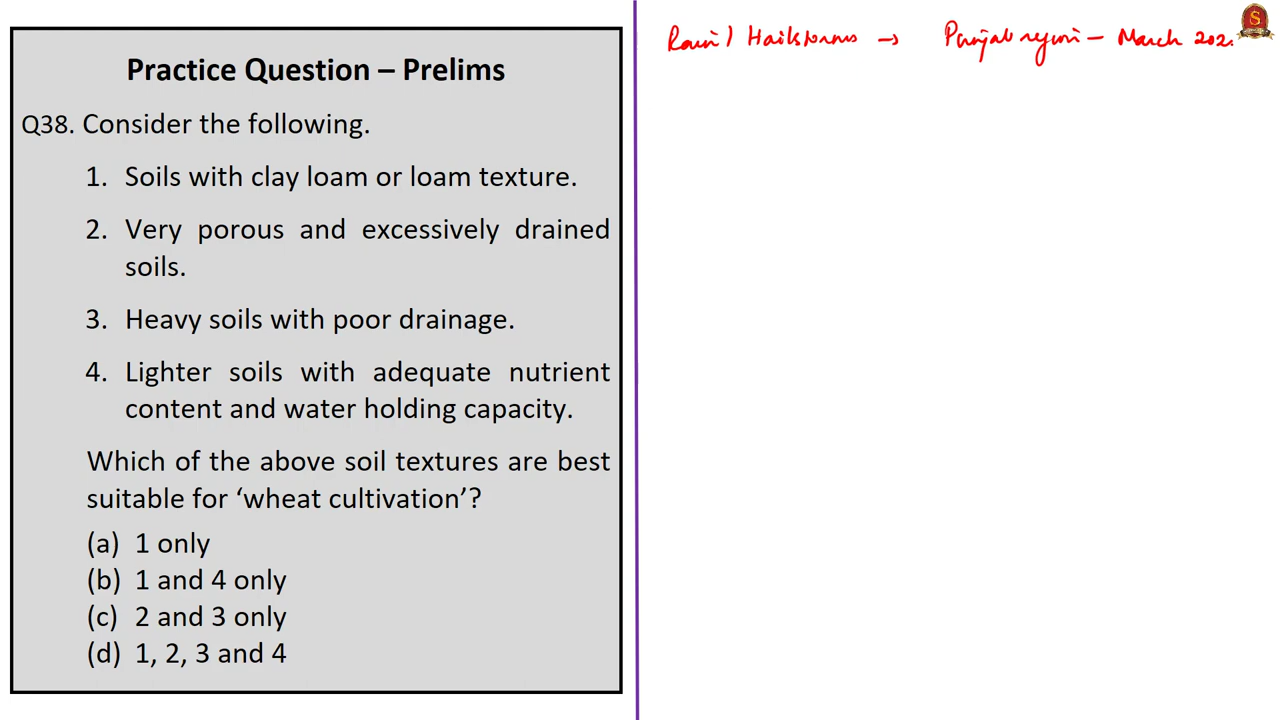 Practice Question – Prelims
Q38. Consider the following.
1. Soils with clay loam or loam texture.
2. Very porous and excessively drained
soils.
3. Heavy soils with poor drainage.
4. Lighter soils with adequate nutrient
content and water holding capacity.
Which of the above soil textures are best
suitable for ‘wheat cultivation’?
(a) 1 only
(b) 1 and 4 only
(c) 2 and 3 only
(d) 1, 2, 3 and 4
Rain / Hailstorms → Punjab region – March
S